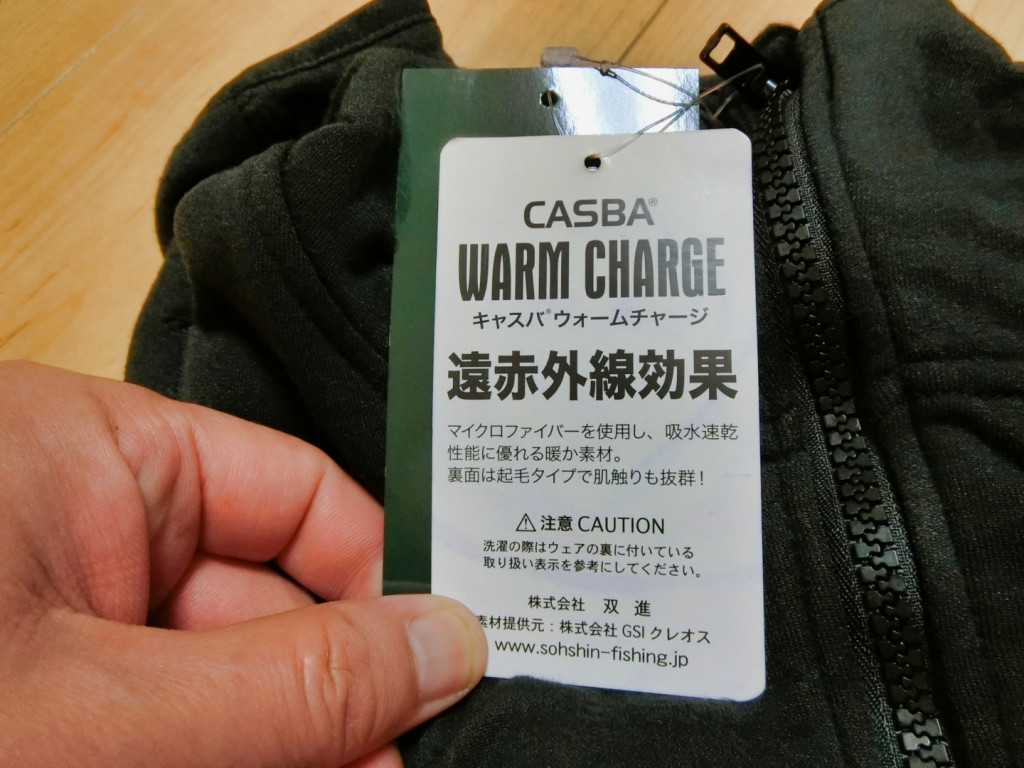 CASBA®
WARM CHARGE
キャスバ®ウォームチャージ
遠赤外線効果
マイクロファイバーを使用し、吸水速乾
性能に優れる暖か素材。
裏面は起毛タイプで肌触りも抜群！
⚠注意 CAUTION
洗濯の際はウェアの裏に付いている
取り扱い表示を参考にしてください。
株式会社 双進
素材提供元：株式会社 GSI クレオス
www.sohshin-fishing.jp